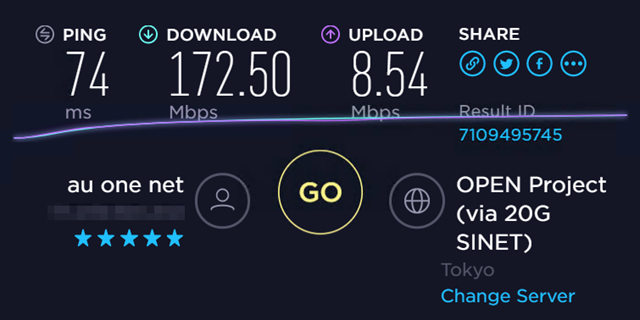 PING
74
ms
DOWNLOAD
172.50
Mbps
UPLOAD
8.54
Mbps
SHARE
Result ID
7109495745
au one net
GO
OPEN Project
(via 20G
SINET)
Tokyo
Change Server